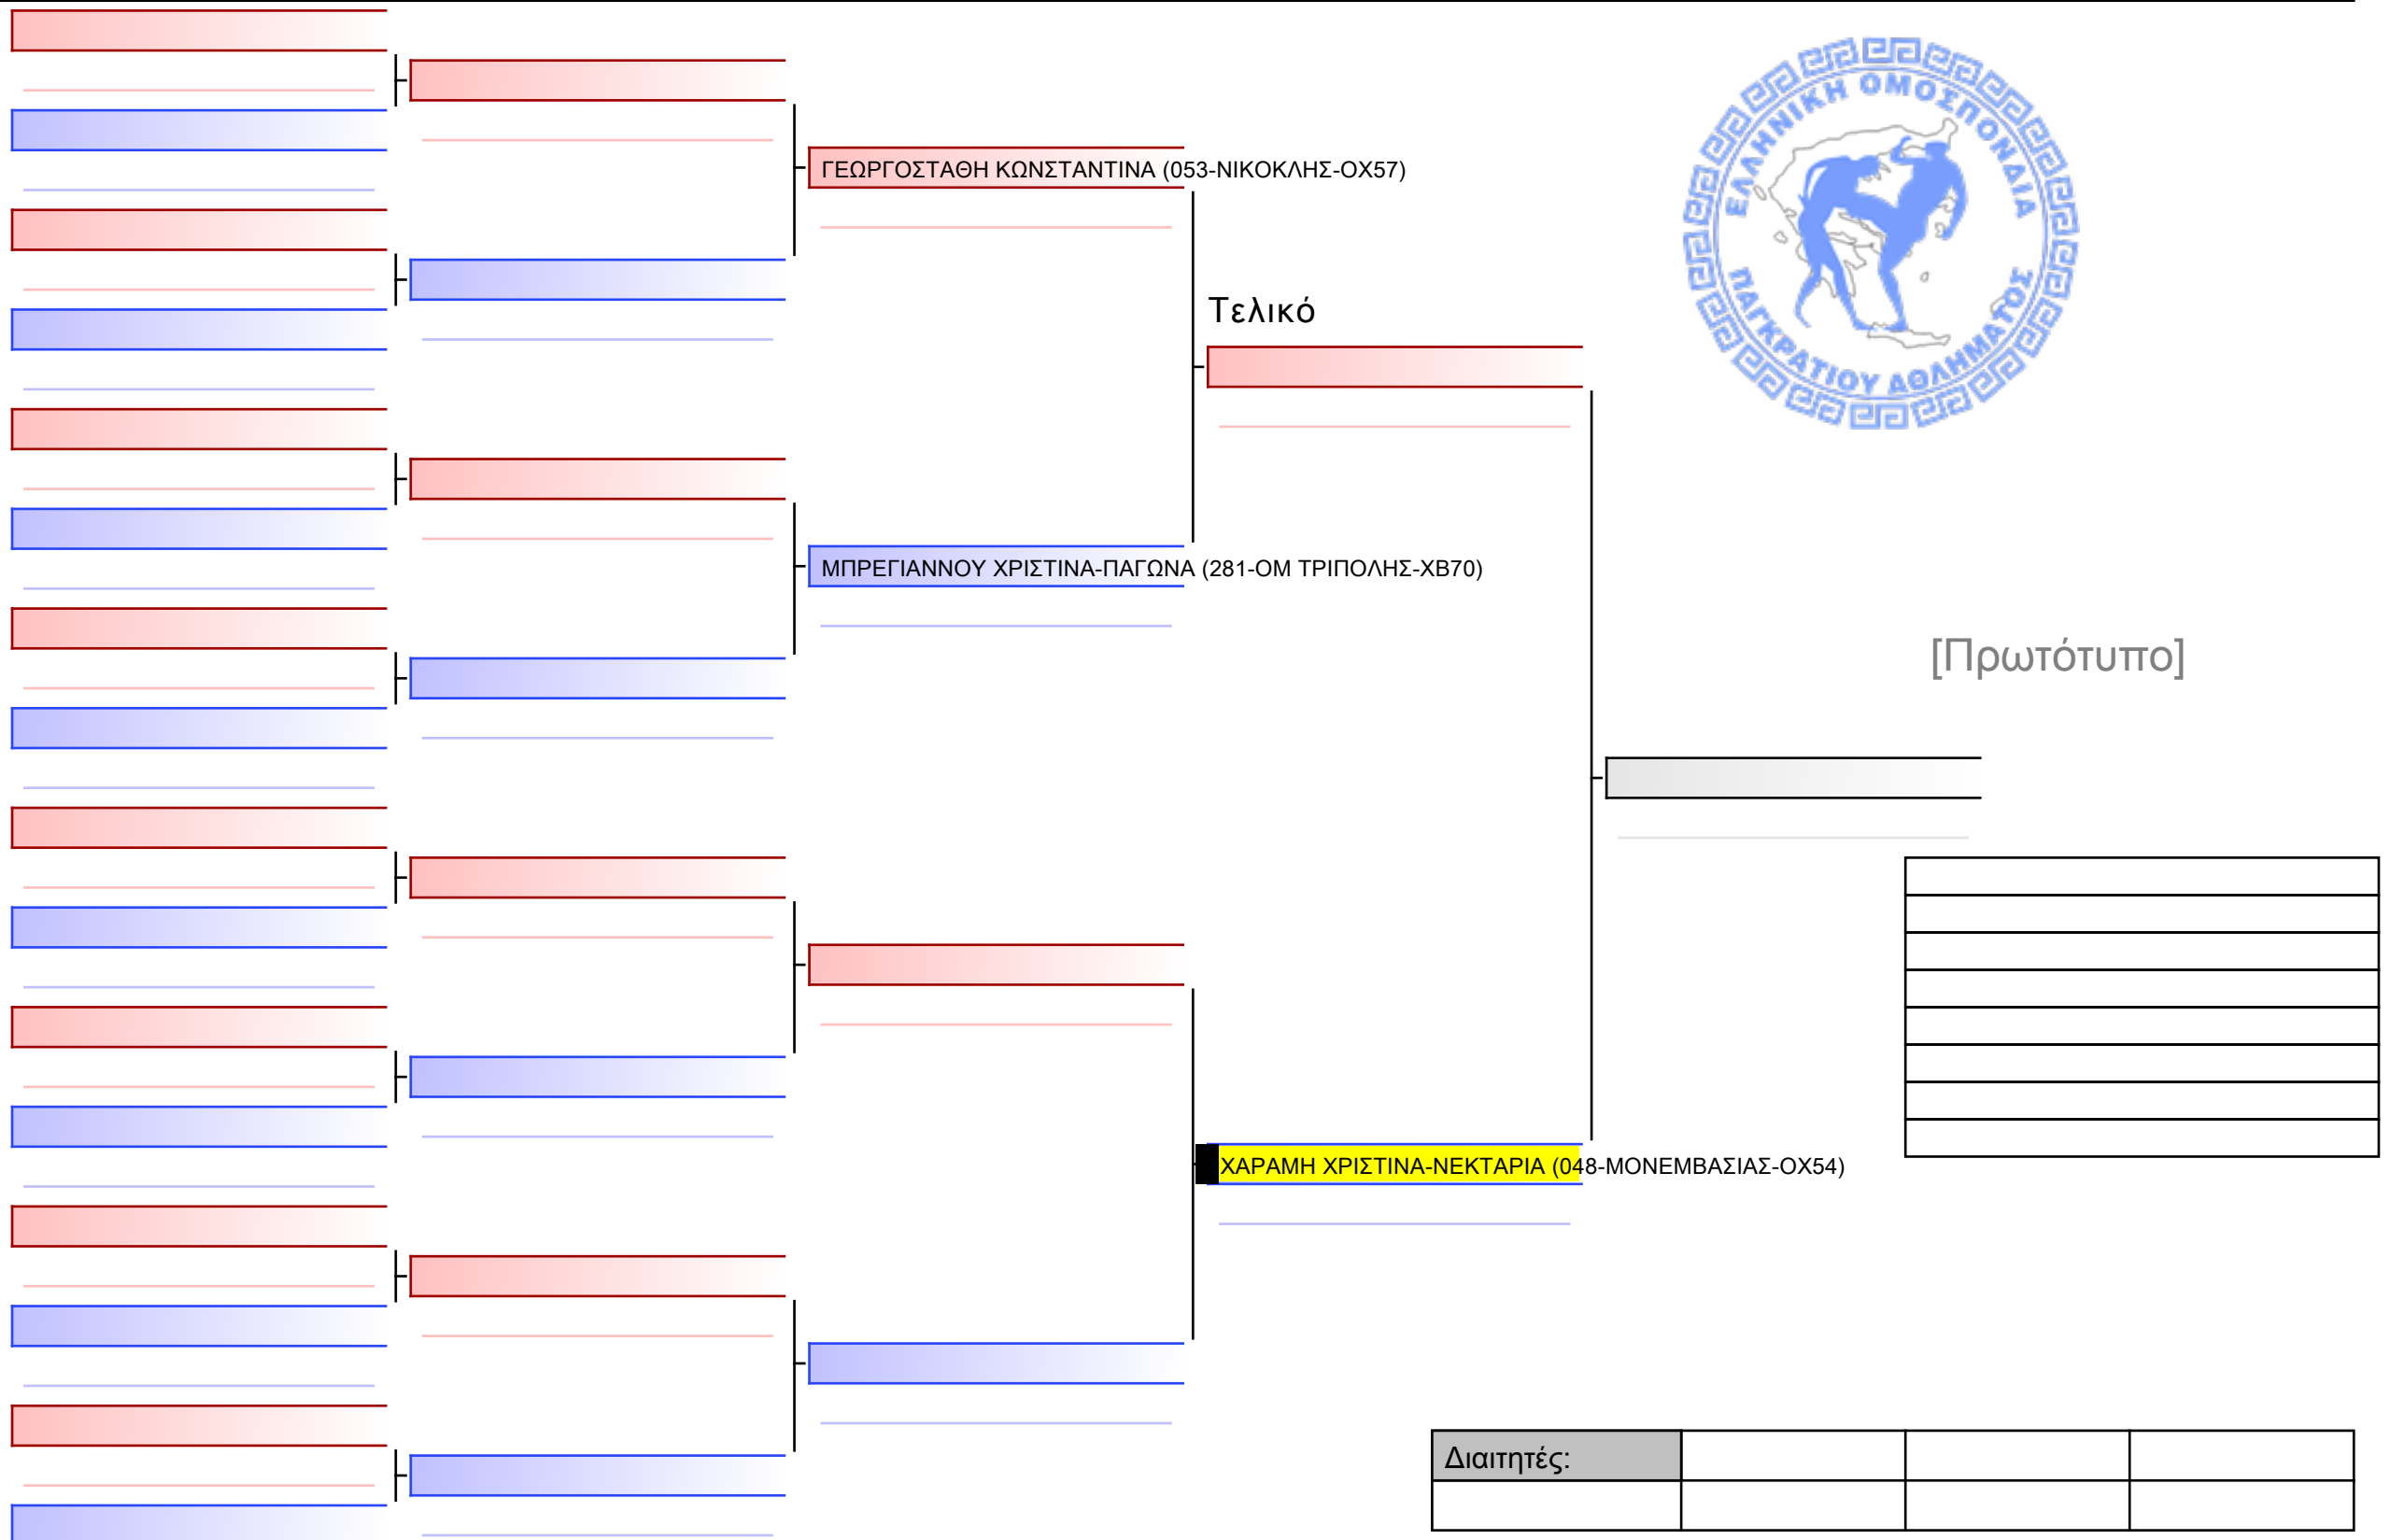 ΕΛΛΗΝΙΚΗ ΟΜΟΣΠΟΝΔΙΑ
ΠΑΓΚΡΑΤΙΟΥ ΑΘΛΗΜΑΤΟΣ
ΓΕΩΡΓΟΣΤΑΘΗ ΚΩΝΣΤΑΝΤΙΝΑ (053-ΝΙΚΟΚΛΗΣ-ΟΧ57)
Τελικό
ΜΠΡΕΓΙΑΝΝΟΥ ΧΡΙΣΤΙΝΑ-ΠΑΓΩΝΑ (281-ΟΜ ΤΡΙΠΟΛΗΣ-ΧΒ70)
[Πρωτότυπο]
ΧΑΡΑΜΗ ΧΡΙΣΤΙΝΑ-ΝΕΚΤΑΡΙΑ (048-ΜΟΝΕΜΒΑΣΙΑΣ-ΟΧ54)
Διαιτητές: